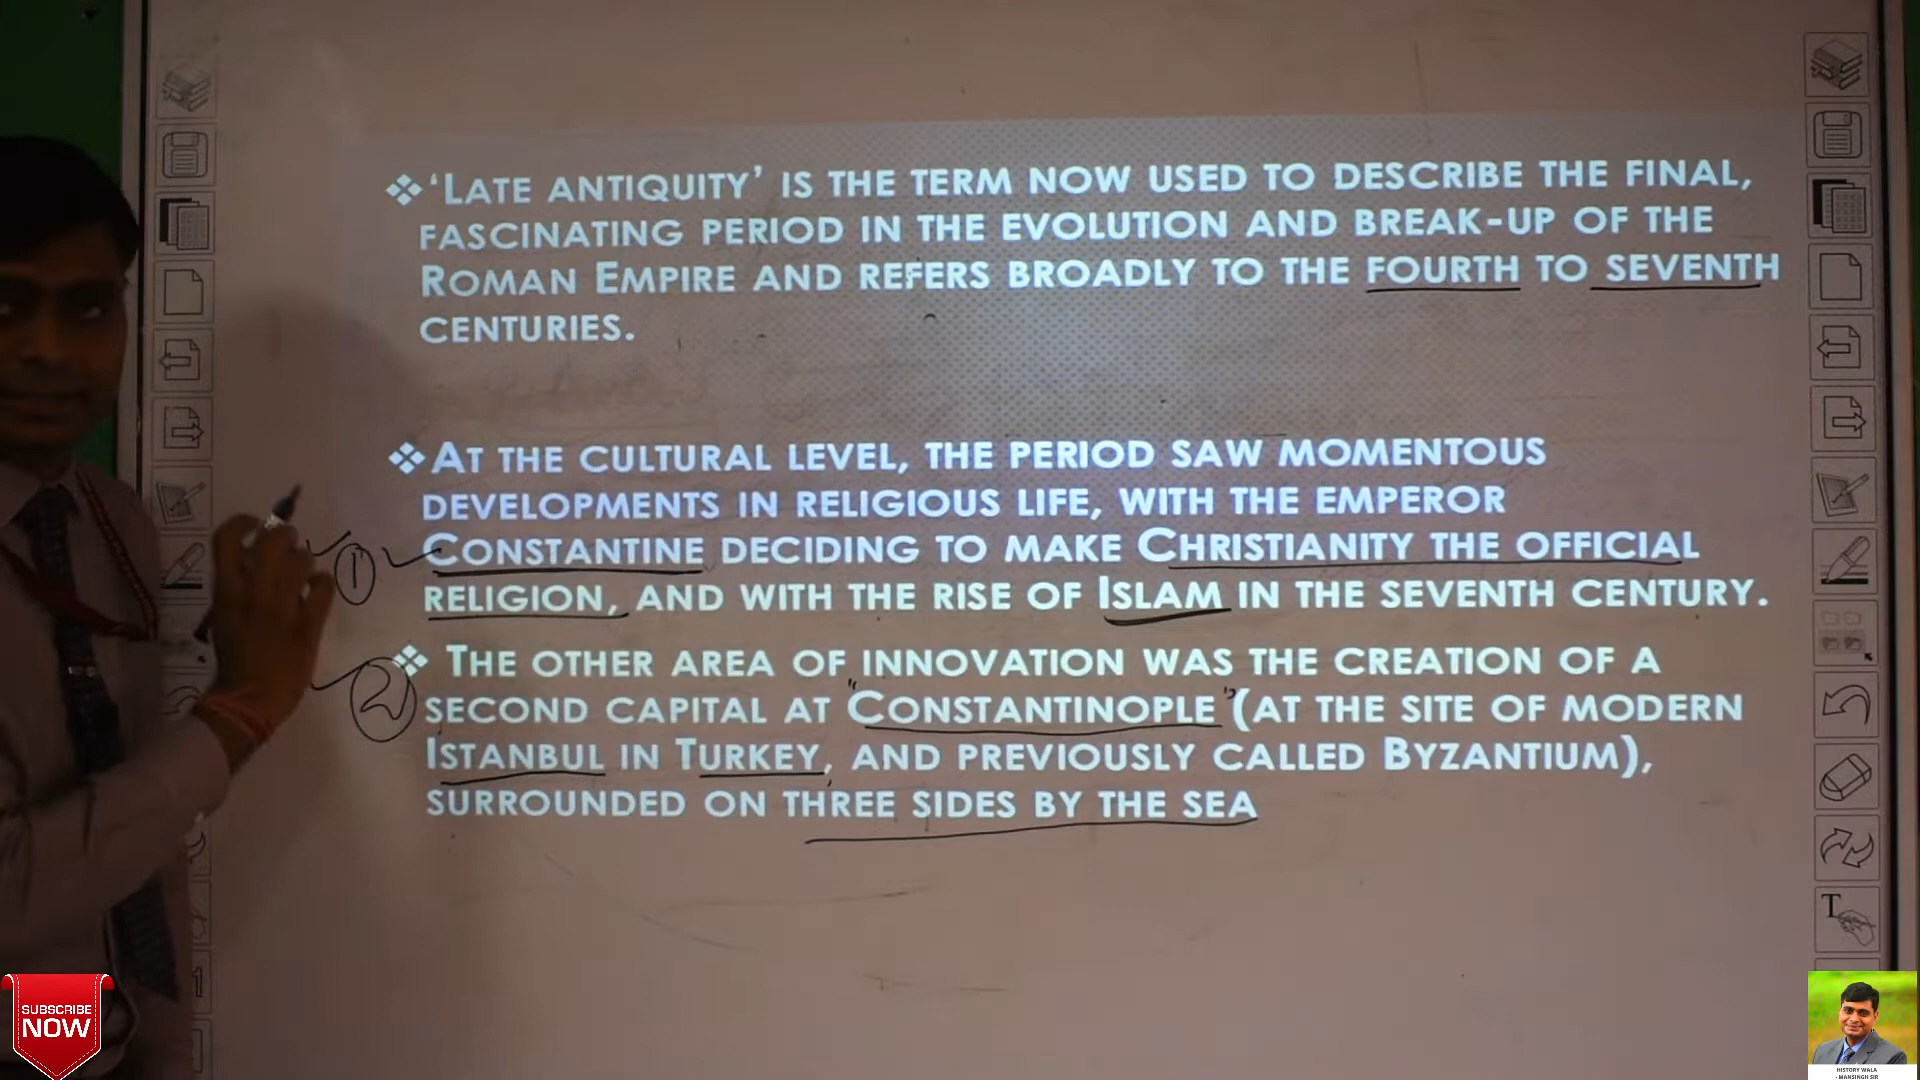 ❖ 'LATE ANTIQUITY' IS THE TERM NOW USED TO DESCRIBE THE FINAL,
FASCINATING PERIOD IN THE EVOLUTION AND BREAK-UP OF THE
ROMAN EMPIRE AND REFERS BROADLY TO THE FOURTH TO SEVENTH
CENTURIES.
❖ AT THE CULTURAL LEVEL, THE PERIOD SAW MOMENTOUS
DEVELOPMENTS IN RELIGIOUS LIFE, WITH THE EMPEROR
① CONSTANTINE DECIDING TO MAKE CHRISTIANITY THE OFFICIAL
RELIGION, AND WITH THE RISE OF ISLAM IN THE SEVENTH CENTURY.
② ❖ THE OTHER AREA OF INNOVATION WAS THE CREATION OF A
SECOND CAPITAL AT "CONSTANTINOPLE" (AT THE SITE OF MODERN
ISTANBUL IN TURKEY, AND PREVIOUSLY CALLED BYZANTIUM),
SURROUNDED ON THREE SIDES BY THE SEA
T
SUBSCRIBE
NOW
HISTORY WALA
- MANSINGH SIR